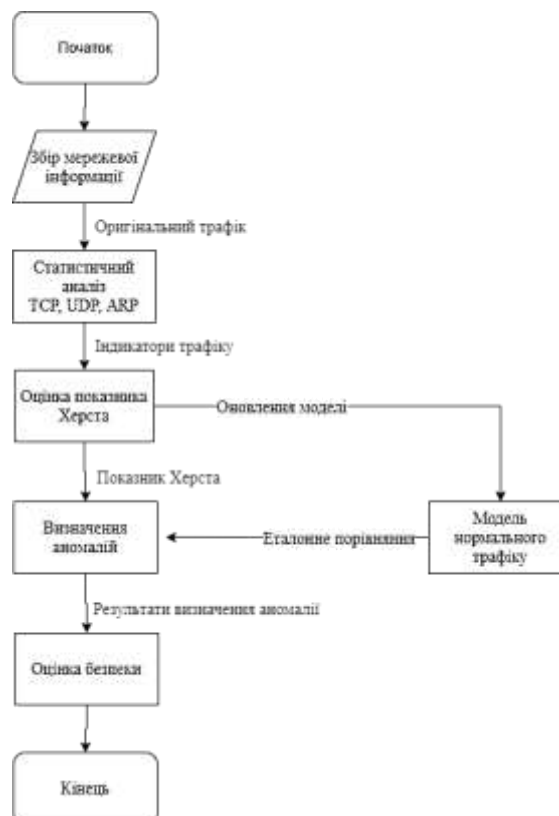 Початок
Збір мережевої
інформації
Оригінальний трафік
Статистичний
аналіз
TCP, UDP, ARP
Індикатори трафіку
Оцінка показника
Херста
Оновлення моделі
Показник Херста
Визначення
аномалій
Еталонне порівняння
Модель
нормального
трафіку
Результати визначення аномалії
Оцінка безпеки
Кінець